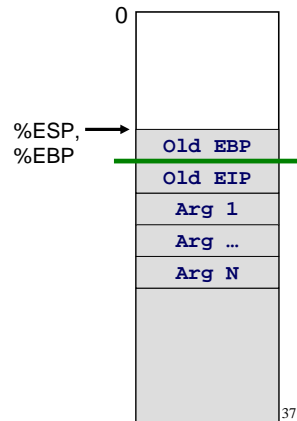 0
%ESP,
%EBP
Old EBP
Old EIP
Arg 1
Arg …
Arg N
37